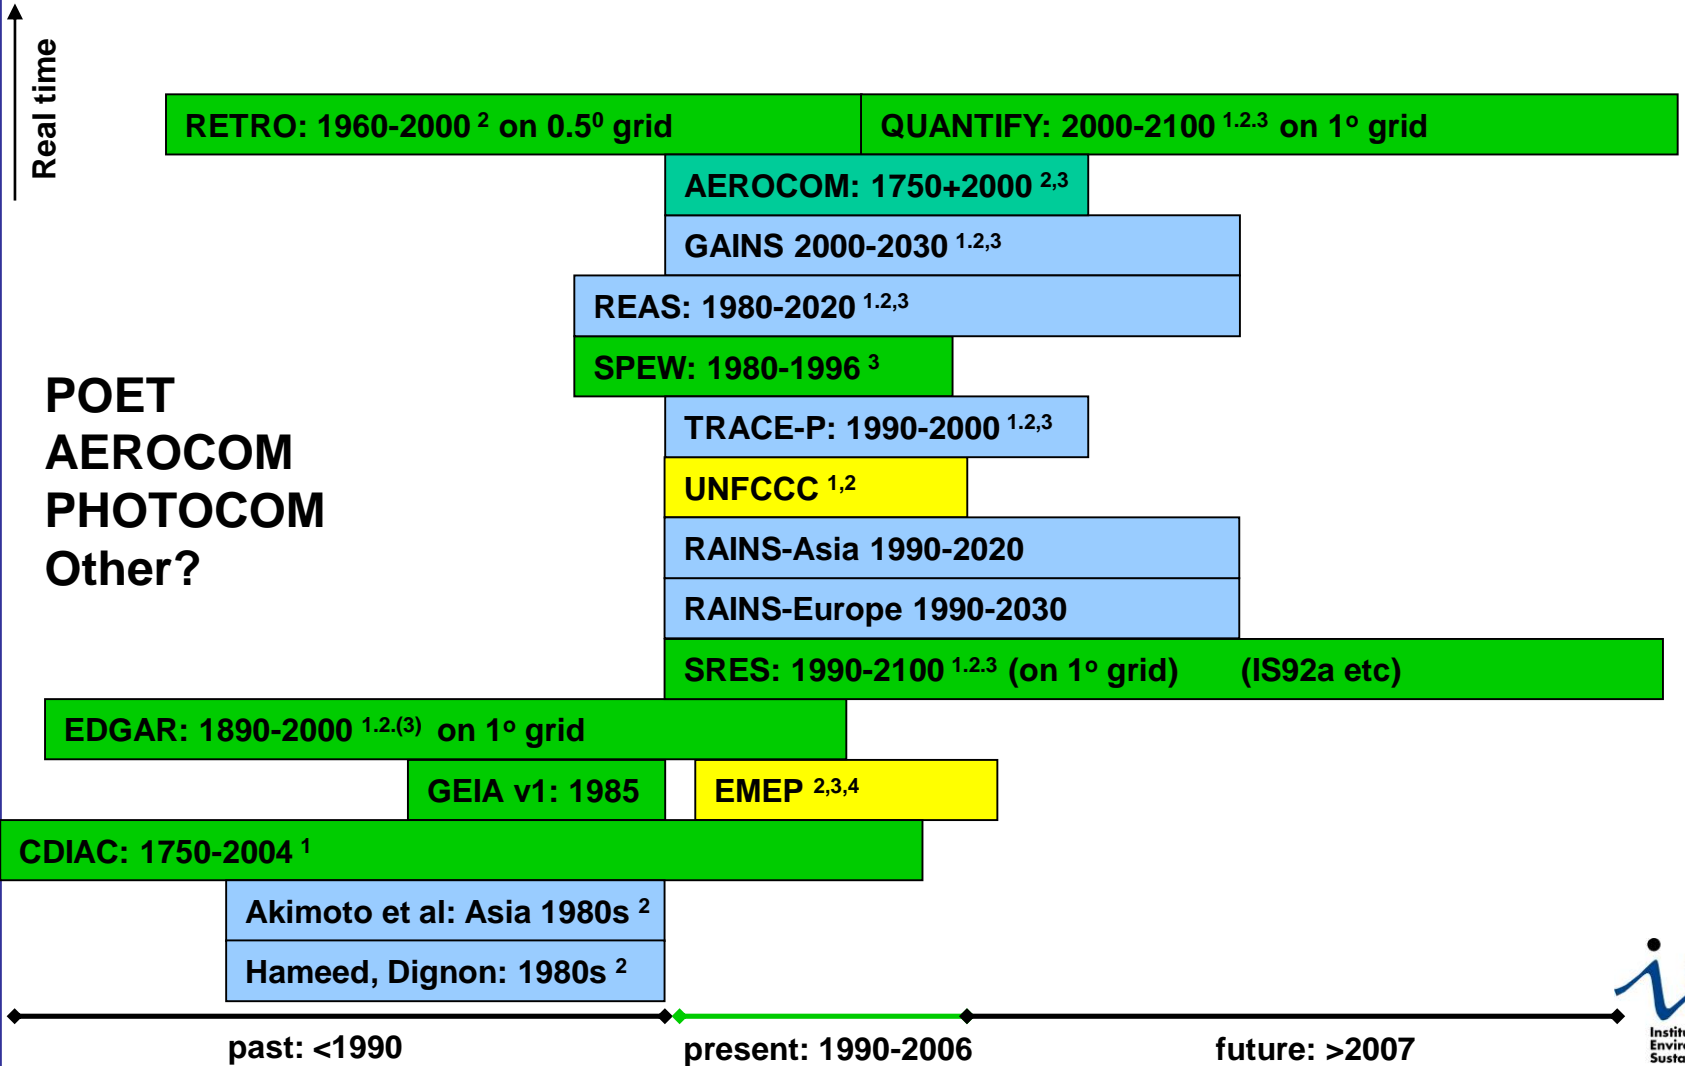 Real time
RETRO: 1960-2000 ² on 0.5⁰ grid
QUANTIFY: 2000-2100 ¹·²·³ on 1º grid
AEROCOM: 1750+2000 ²,³
GAINS 2000-2030 ¹·²,³
REAS: 1980-2020 ¹·²,³
SPEW: 1980-1996 ³
TRACE-P: 1990-2000 ¹·²,³
UNFCCC ¹,²
RAINS-Asia 1990-2020
RAINS-Europe 1990-2030
SRES: 1990-2100 ¹·²·³ (on 1º grid) (IS92a etc)
POET
AEROCOM
PHOTOCOM
Other?
EDGAR: 1890-2000 ¹·²·⁽³⁾ on 1º grid
GEIA v1: 1985
EMEP ²,³,⁴
CDIAC: 1750-2004 ¹
Akimoto et al: Asia 1980s ²
Hameed, Dignon: 1980s ²
past: <1990
present: 1990-2006
future: >2007